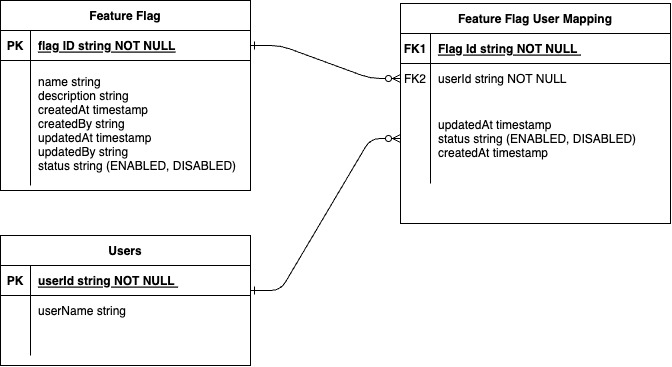 Feature Flag
PK flag ID string NOT NULL
name string
description string
createdAt timestamp
createdBy string
updatedAt timestamp
updatedBy string
status string (ENABLED, DISABLED)
Feature Flag User Mapping
FK1 Flag Id string NOT NULL
FK2 userId string NOT NULL
updatedAt timestamp
status string (ENABLED, DISABLED)
createdAt timestamp
Users
PK userId string NOT NULL
userName string